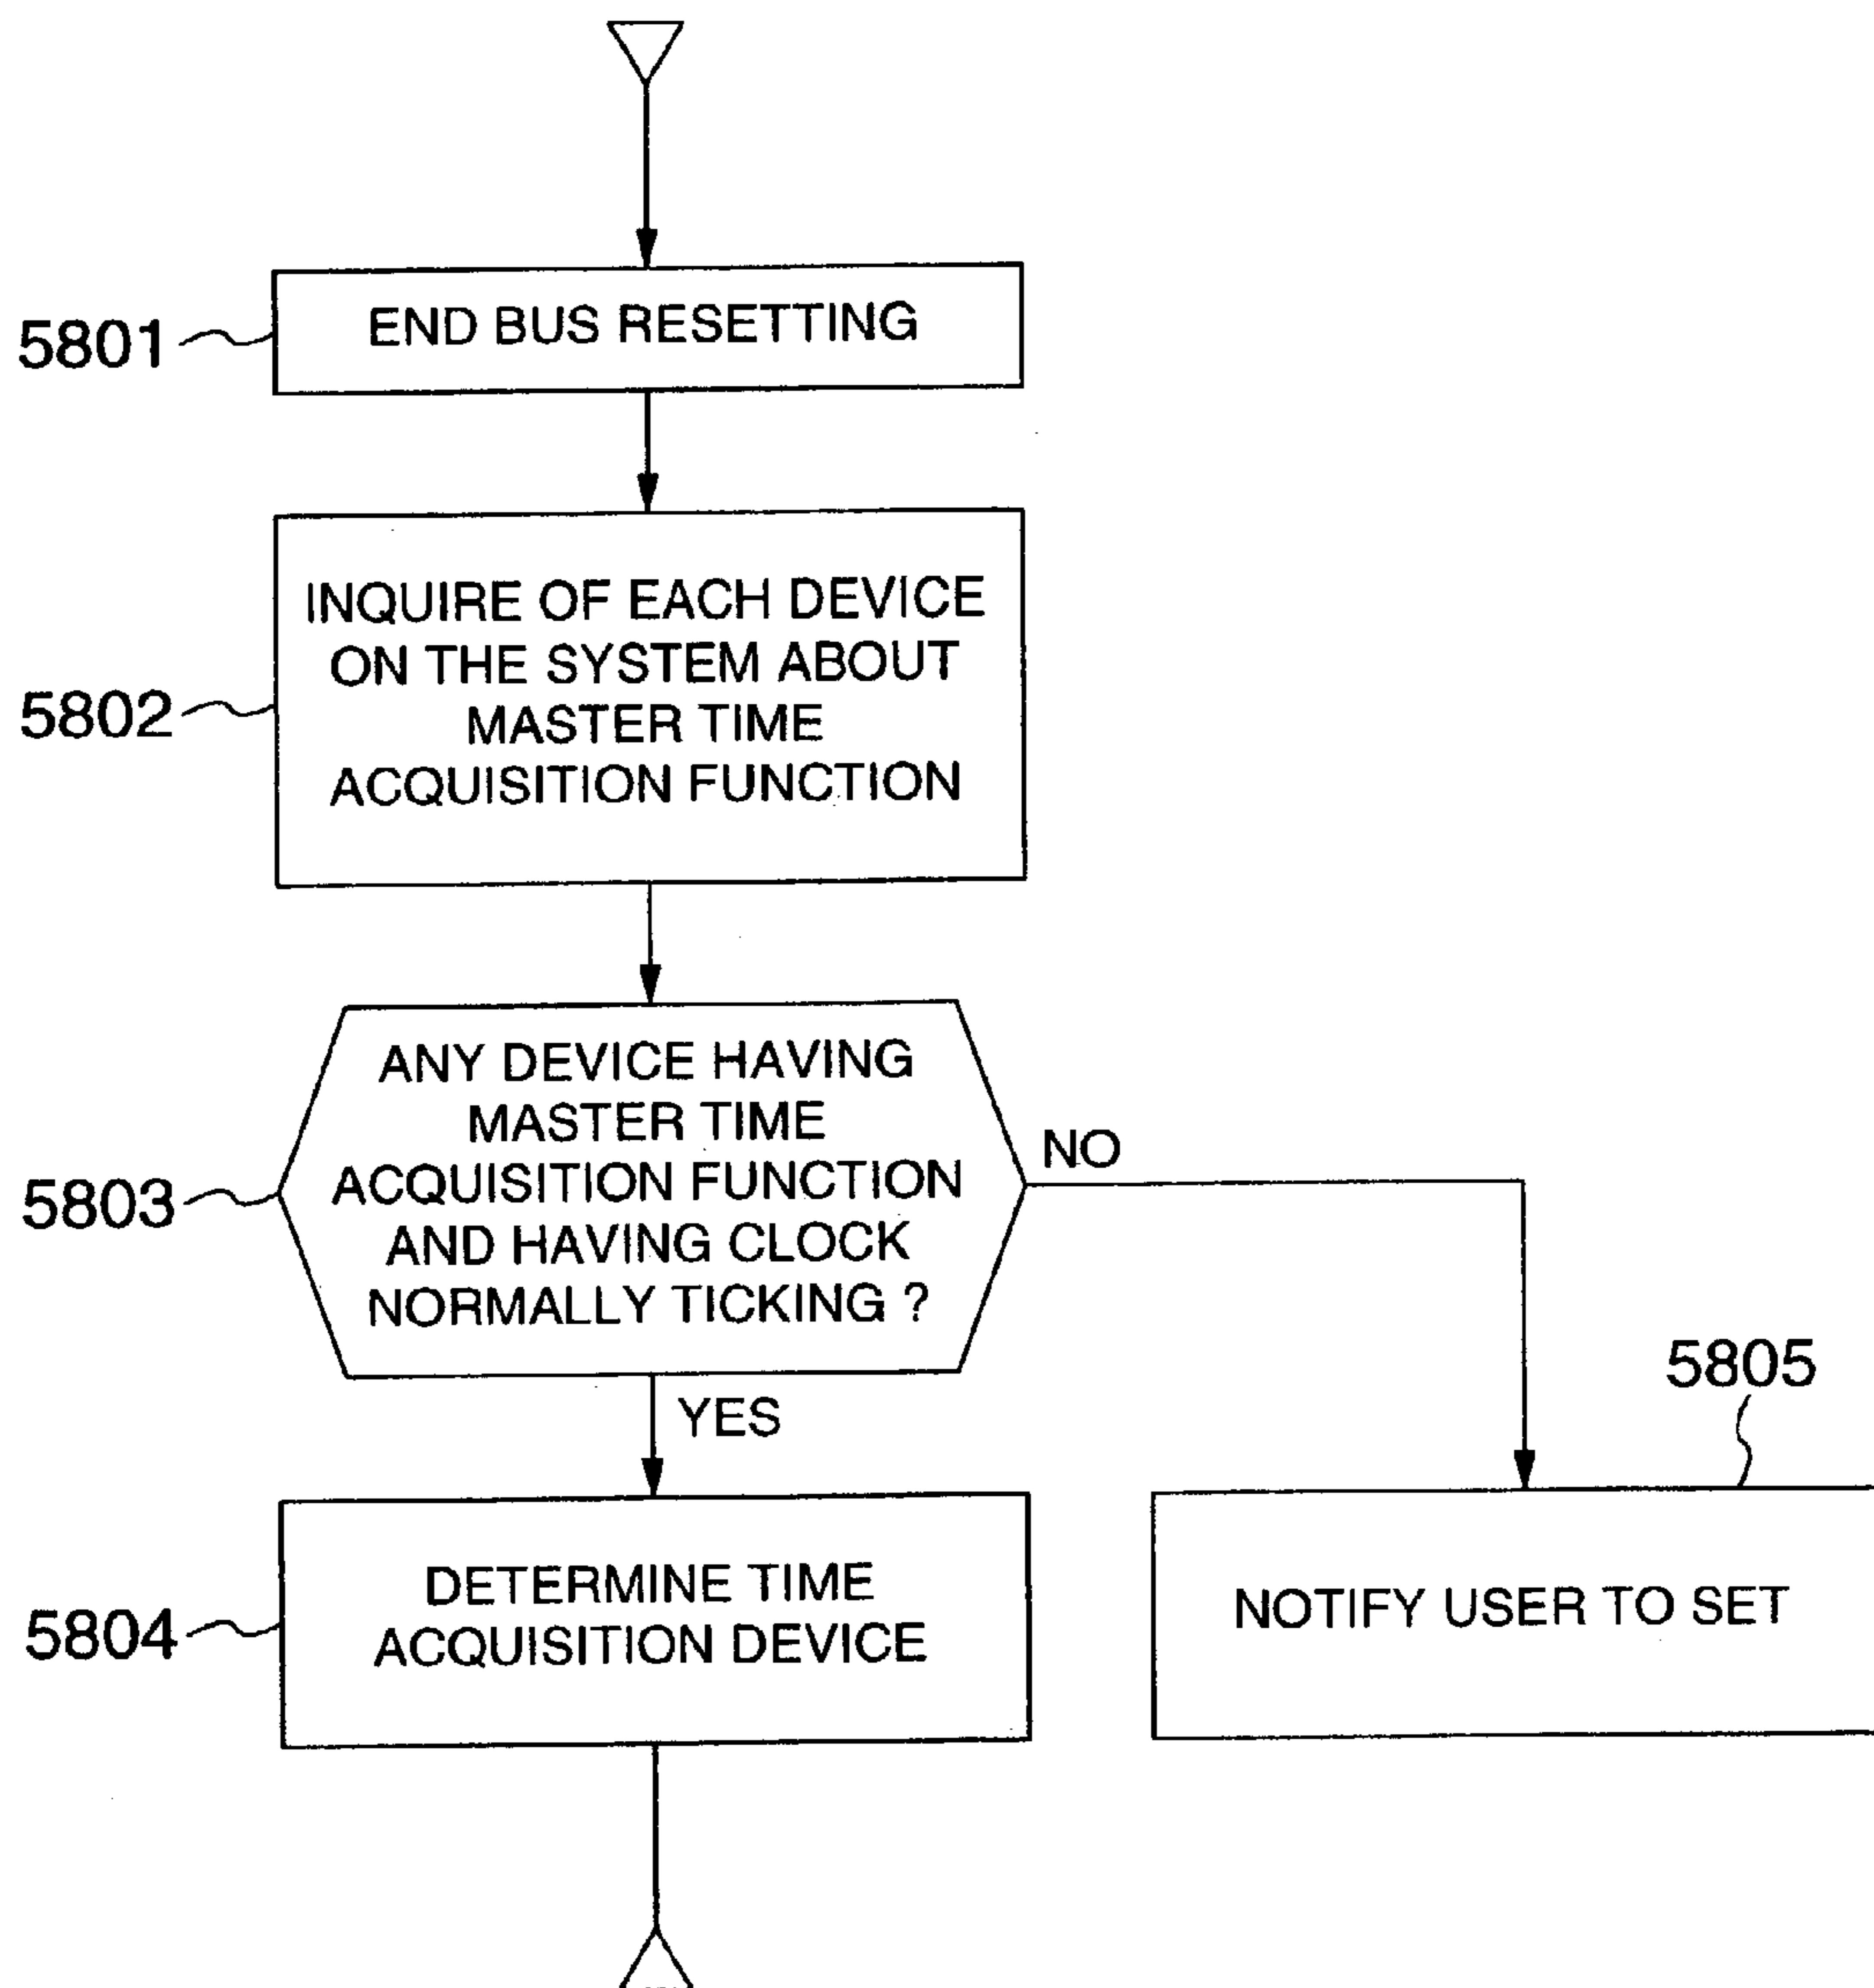 5801
END BUS RESETTING
5802
INQUIRE OF EACH DEVICE
ON THE SYSTEM ABOUT
MASTER TIME
ACQUISITION FUNCTION
5803
ANY DEVICE HAVING
MASTER TIME
ACQUISITION FUNCTION
AND HAVING CLOCK
NORMALLY TICKING ?
NO
YES
5804
DETERMINE TIME
ACQUISITION DEVICE
5805
NOTIFY USER TO SET